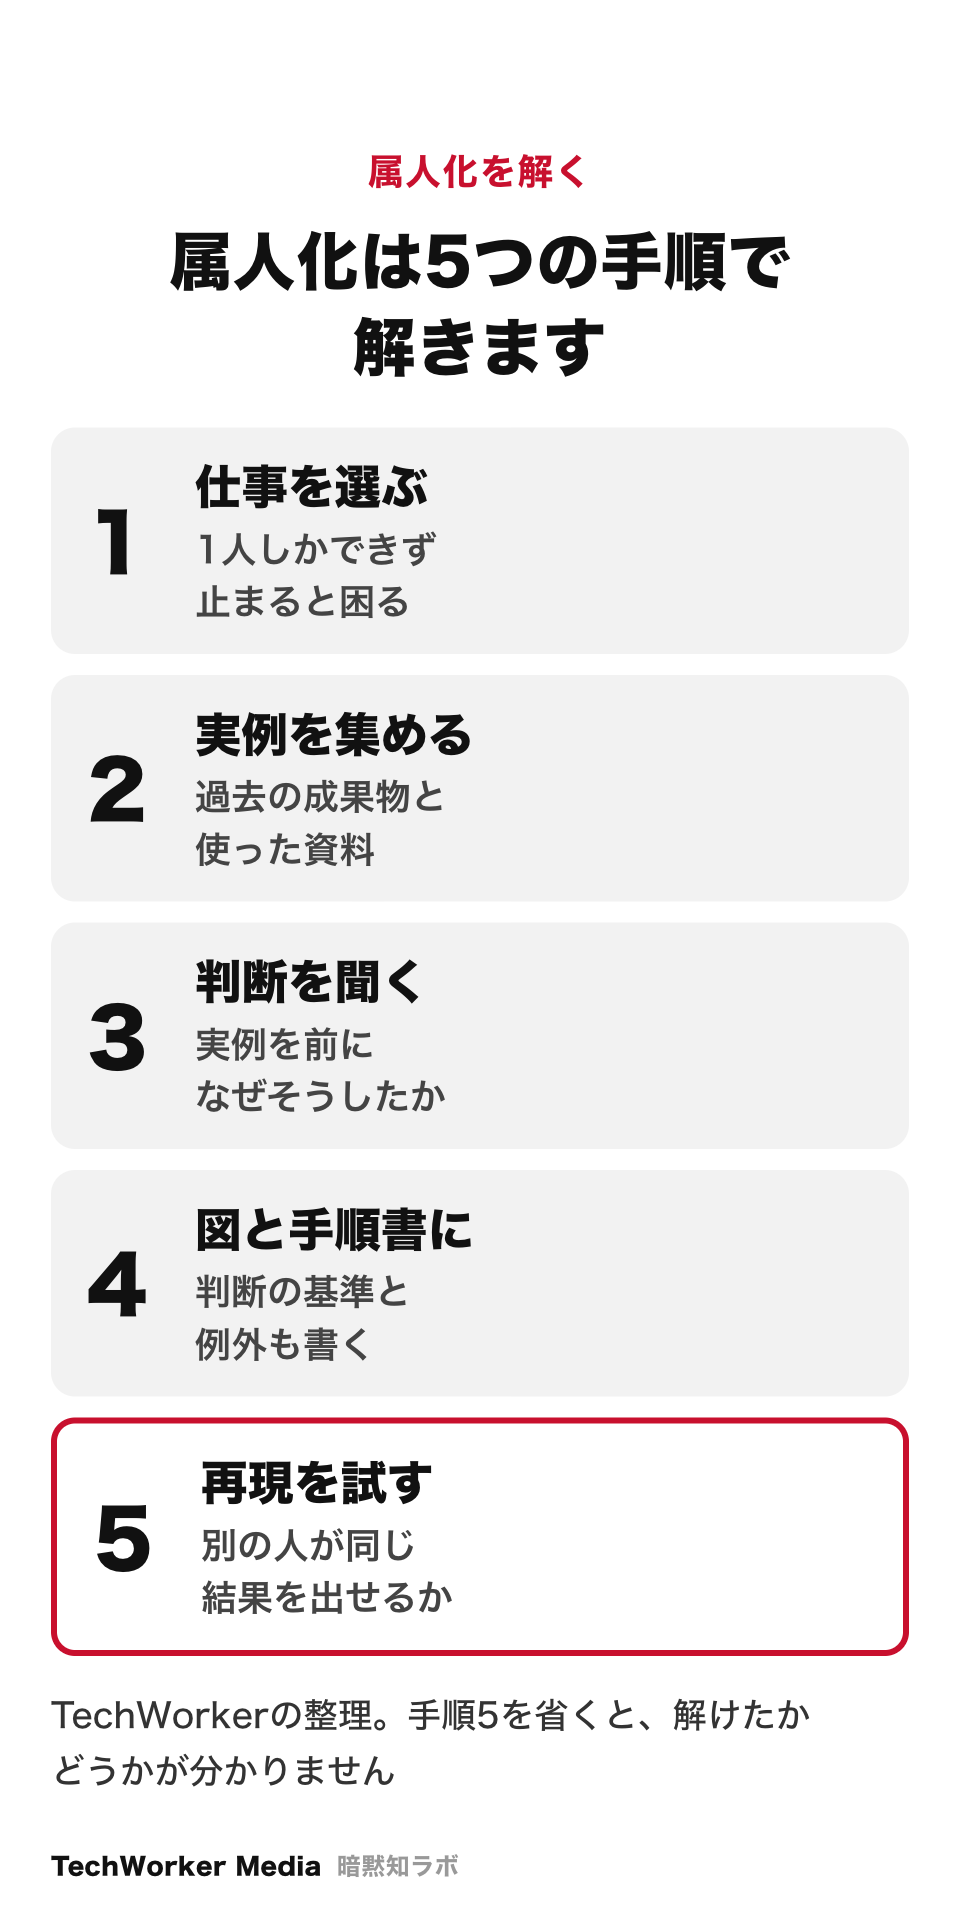 属人化を解く
属人化は5つの手順で
解きます
1
仕事を選ぶ
1人しかできず
止まると困る
2
実例を集める
過去の成果物と
使った資料
3
判断を聞く
実例を前に
なぜそうしたか
4
図と手順書に
判断の基準と
例外も書く
5
再現を試す
別の人が同じ
結果を出せるか
TechWorkerの整理。手順5を省くと、解けたか
どうかが分かりません
TechWorker Media 暗黙知ラボ